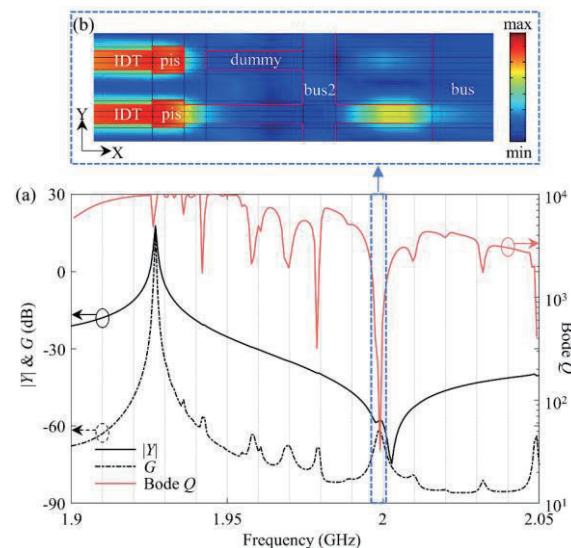 (b)
IDT pis dummy
bus2
bus
IDT pis
Y
X
max
min
(a)
30
0
-30
-60
-90
|Y| & G (dB)
10⁴
10³
10²
10¹
Bode Q
|Y|
G
Bode Q
1.9 1.95 2 2.05
Frequency (GHz)